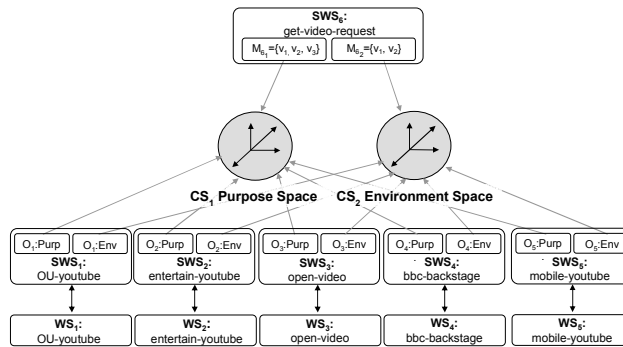 SWS₆:
get-video-request
M₆₁={v₁, v₂, v₃} M₆₂={v₁, v₂}
CS₁ Purpose Space CS₂ Environment Space
O₁:Purp O₁:Env O₂:Purp O₂:Env O₃:Purp O₃:Env O₄:Purp O₄:Env O₅:Purp O₅:Env
SWS₁: SWS₂: SWS₃: SWS₄: SWS₅:
OU-youtube entertain-youtube open-video bbc-backstage mobile-youtube
WS₁: WS₂: WS₃: WS₄: WS₅:
OU-youtube entertain-youtube open-video bbc-backstage mobile-youtube